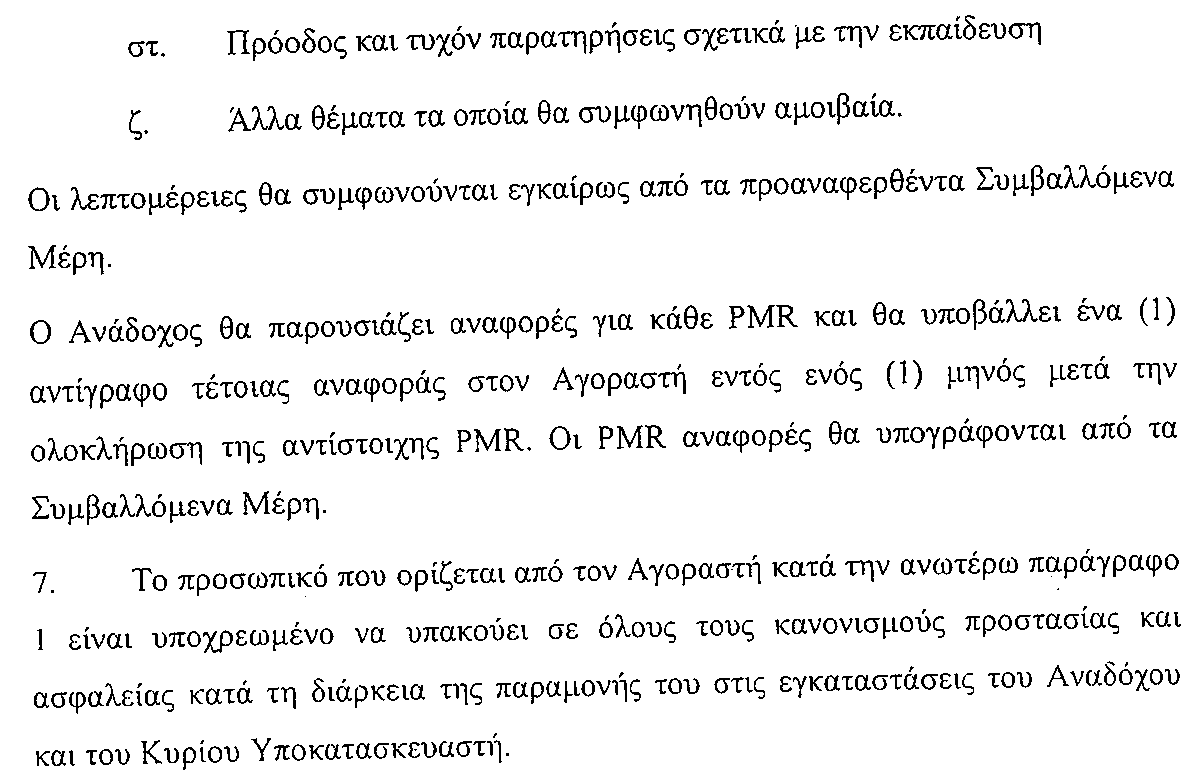 στ. Πρόοδος και τυχόν παρατηρήσεις σχετικά με την εκπαίδευση
ζ. Άλλα θέματα τα οποία θα συμφωνηθούν αμοιβαία.
Οι λεπτομέρειες θα συμφωνούνται εγκαίρως από τα προαναφερθέντα Συμβαλλόμενα
Μέρη.
Ο Ανάδοχος θα παρουσιάζει αναφορές για κάθε PMR και θα υποβάλλει ένα (1)
αντίγραφο τέτοιας αναφοράς στον Αγοραστή εντός ενός (1) μηνός μετά την
ολοκλήρωση της αντίστοιχης PMR. Οι PMR αναφορές θα υπογράφονται από τα
Συμβαλλόμενα Μέρη.
7. Το προσωπικό που ορίζεται από τον Αγοραστή κατά την ανωτέρω παράγραφο
1 είναι υποχρεωμένο να υπακούει σε όλους τους κανονισμούς προστασίας και
ασφαλείας κατά τη διάρκεια της παραμονής του στις εγκαταστάσεις του Αναδόχου
και του Κυρίου Υποκατασκευαστή.